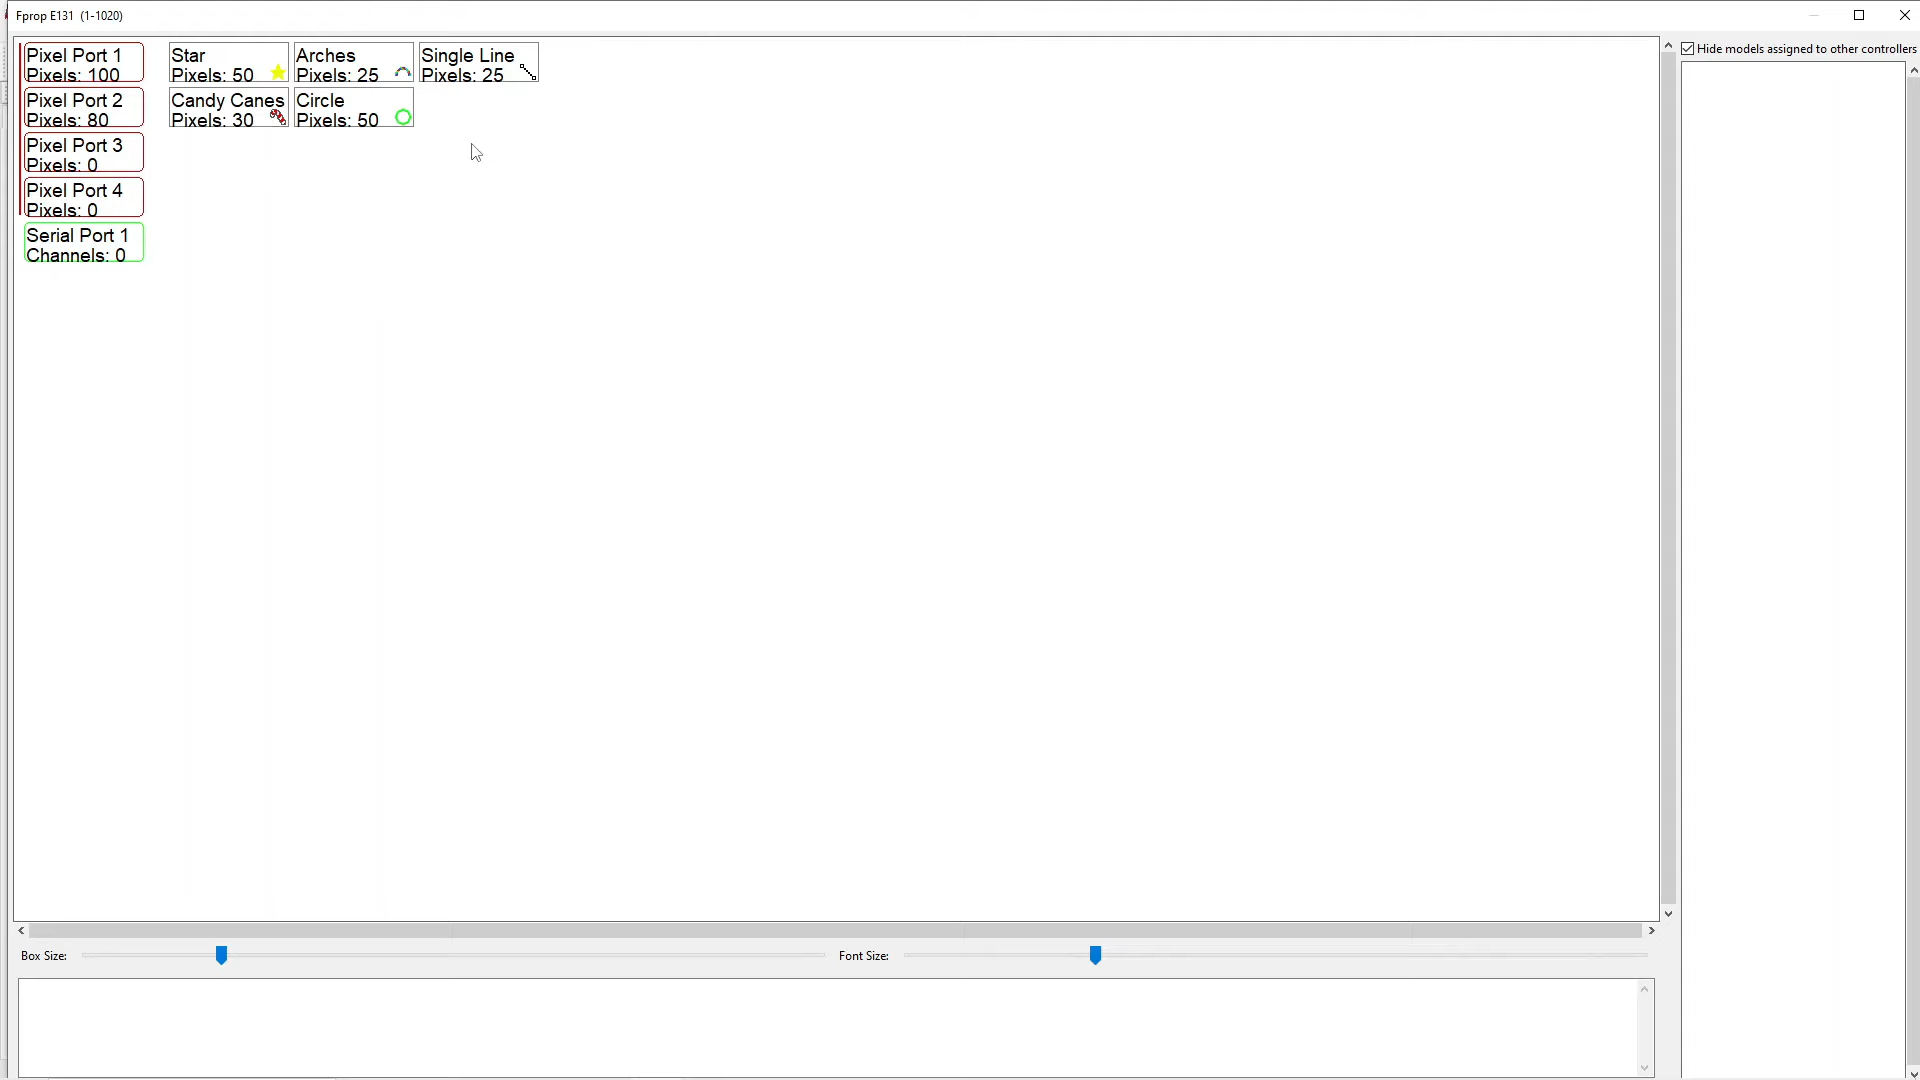 Fprop E131 (1-1020)
Hide models assigned to other controllers
Pixel Port 1
Pixels: 100
Star
Pixels: 50
Arches
Pixels: 25
Single Line
Pixels: 25
Pixel Port 2
Pixels: 80
Candy Canes
Pixels: 30
Circle
Pixels: 50
Pixel Port 3
Pixels: 0
Pixel Port 4
Pixels: 0
Serial Port 1
Channels: 0
Box Size:
Font Size: